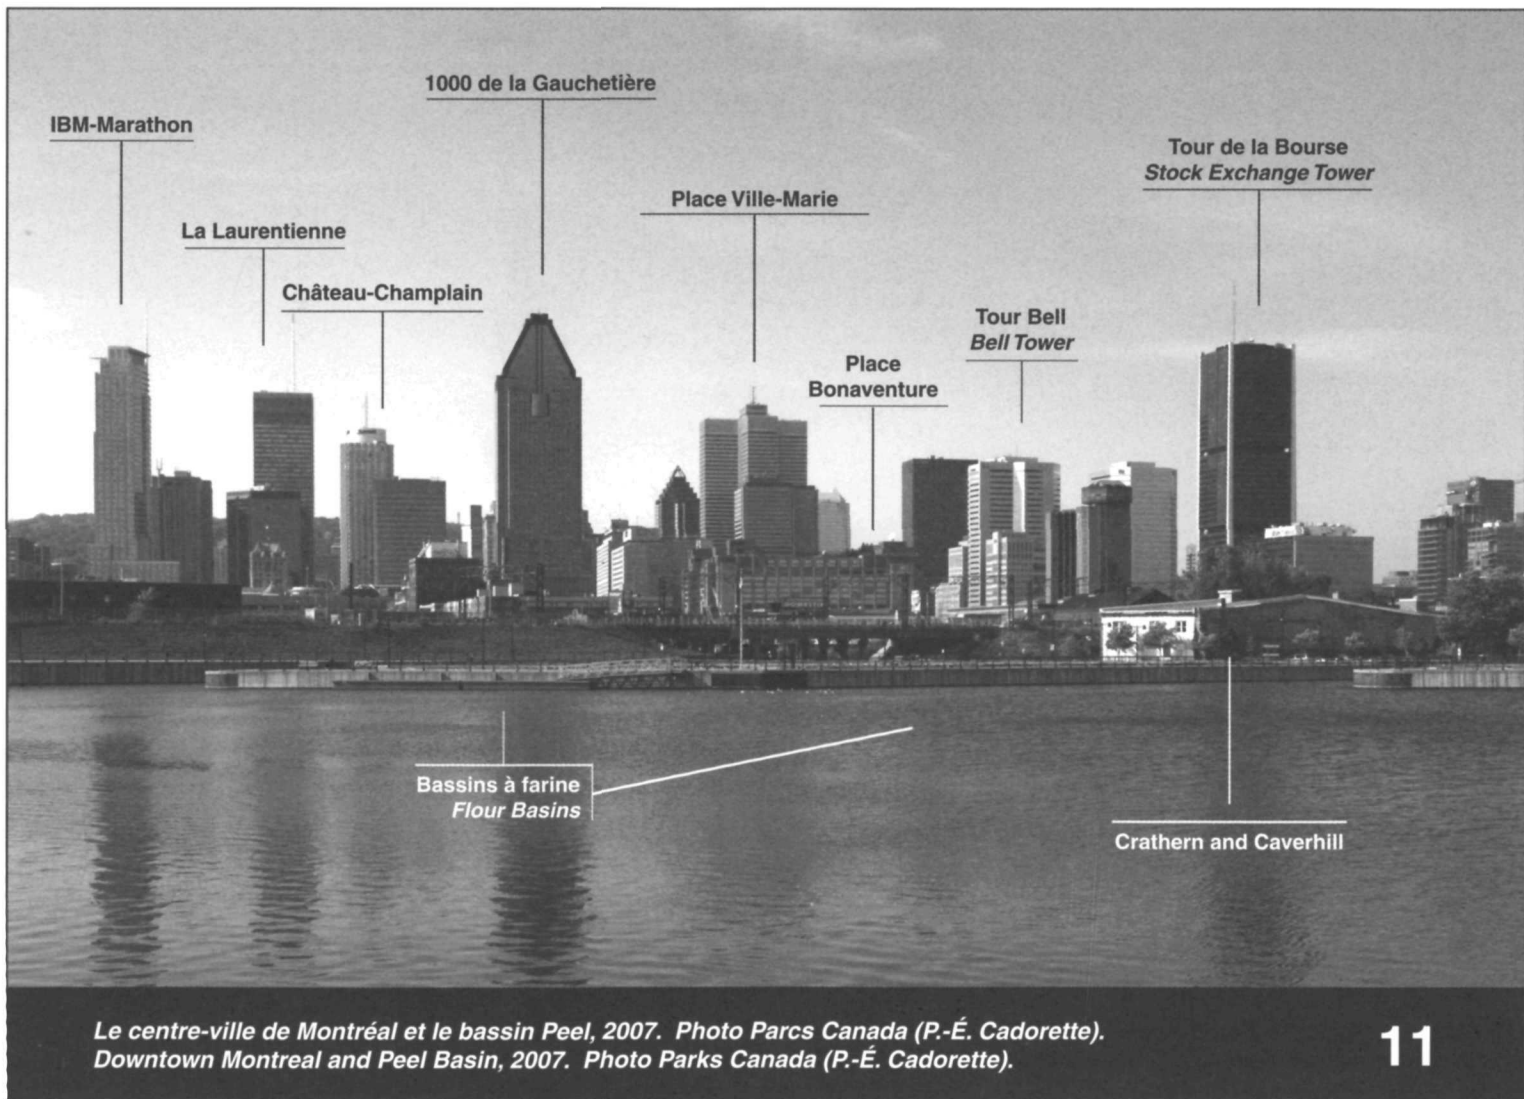 1000 de la Gauchetière
IBM-Marathon
Tour de la Bourse
Stock Exchange Tower
Place Ville-Marie
La Laurentienne
Château-Champlain
Tour Bell
Bell Tower
Place
Bonaventure
Bassins à farine
Flour Basins
Crathern and Caverhill
Le centre-ville de Montréal et le bassin Peel, 2007. Photo Parcs Canada (P.-É. Cadorette).
Downtown Montreal and Peel Basin, 2007. Photo Parks Canada (P.-É. Cadorette).
11